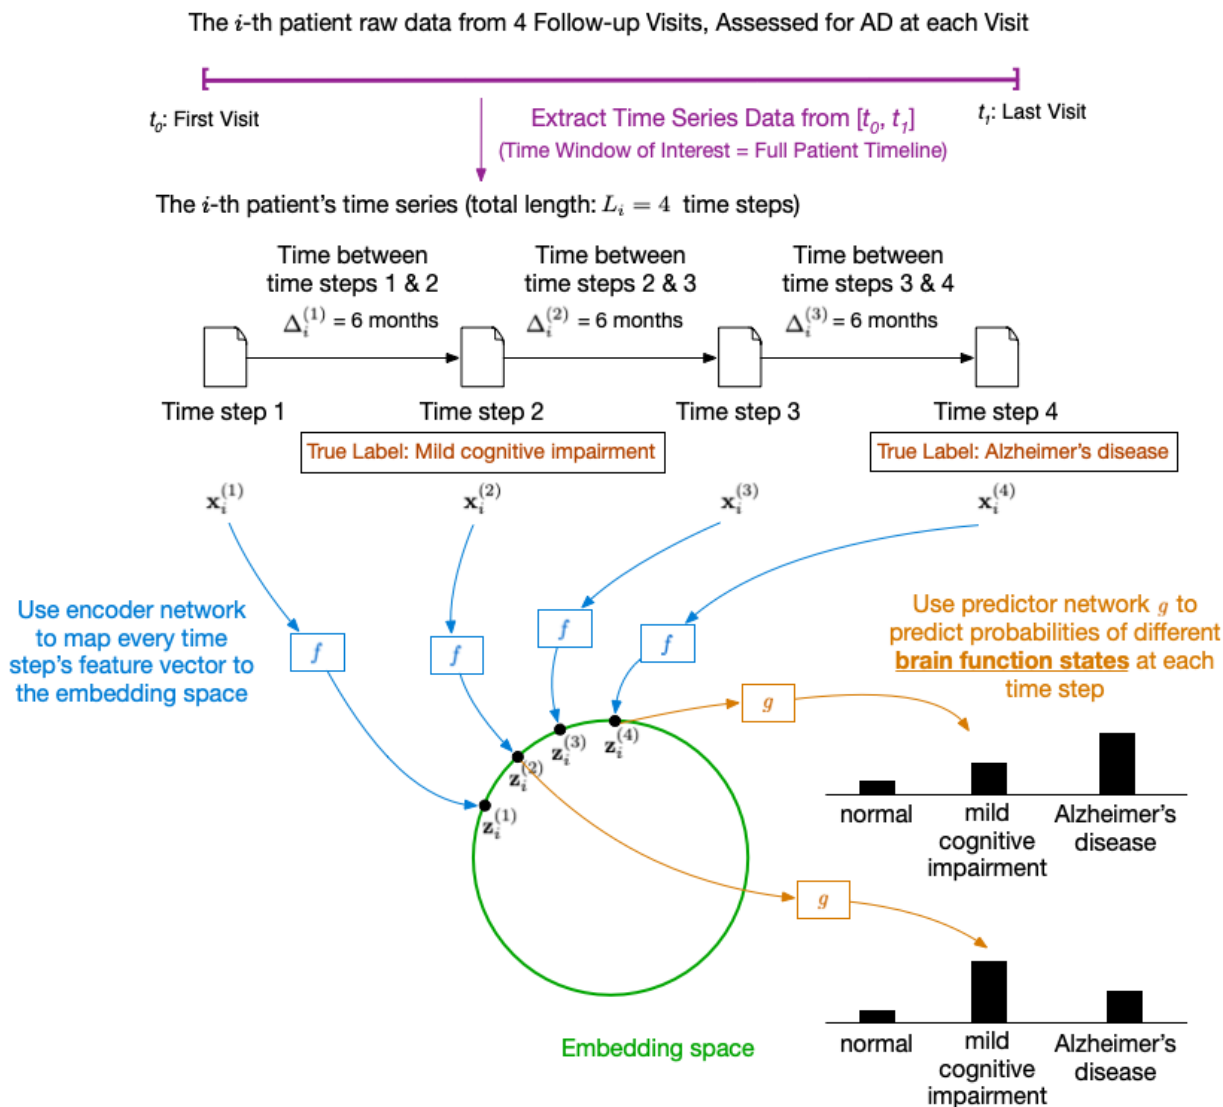 The i-th patient raw data from 4 Follow-up Visits, Assessed for AD at each Visit
t₀: First Visit
t₁: Last Visit
Extract Time Series Data from [t₀, t₁]
(Time Window of Interest = Full Patient Timeline)
The i-th patient's time series (total length: Lᵢ = 4 time steps)
Time between
time steps 1 & 2
Δᵢ⁽¹⁾ = 6 months
Time between
time steps 2 & 3
Δᵢ⁽²⁾ = 6 months
Time between
time steps 3 & 4
Δᵢ⁽³⁾ = 6 months
Time step 1
Time step 2
Time step 3
Time step 4
True Label: Mild cognitive impairment
True Label: Alzheimer's disease
xᵢ⁽¹⁾
xᵢ⁽²⁾
xᵢ⁽³⁾
xᵢ⁽⁴⁾
Use encoder network
to map every time
step's feature vector to
the embedding space
f
f
f
f
Use predictor network g to
predict probabilities of different
brain function states at each
time step
g
zᵢ⁽¹⁾
zᵢ⁽²⁾
zᵢ⁽³⁾
zᵢ⁽⁴⁾
normal
mild
cognitive
impairment
Alzheimer's
disease
g
Embedding space
normal
mild
cognitive
impairment
Alzheimer's
disease